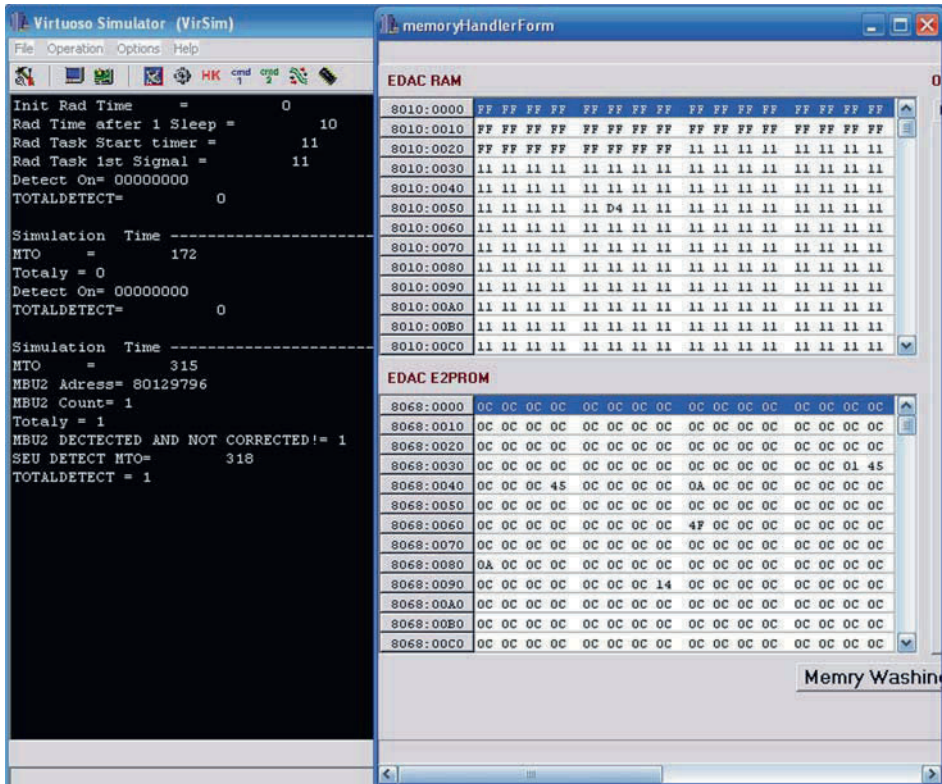 Virtuoso Simulator (VirSim)
File Operation Options Help
HK cmd 1 cmd 2
Init Rad Time = 0
Rad Time after 1 Sleep = 10
Rad Task Start timer = 11
Rad Task 1st Signal = 11
Detect On= 00000000
TOTALDETECT= 0
Simulation Time ------------------------
MTO = 172
Totaly = 0
Detect On= 00000000
TOTALDETECT= 0
Simulation Time ------------------------
MTO = 315
MBU2 Adress= 80129796
MBU2 Count= 1
Totaly = 1
MBU2 DECTECTED AND NOT CORRECTED!= 1
SEU DETECT MTO= 318
TOTALDETECT = 1
memoryHandlerForm
EDAC RAM
8010:0000 FF FF FF FF FF FF FF FF FF FF FF FF FF FF FF FF
8010:0010 FF FF FF FF FF FF FF FF FF FF FF FF FF FF FF FF
8010:0020 FF FF FF FF FF FF FF FF 11 11 11 11 11 11 11 11
8010:0030 11 11 11 11 11 11 11 11 11 11 11 11 11 11 11 11
8010:0040 11 11 11 11 11 11 11 11 11 11 11 11 11 11 11 11
8010:0050 11 11 11 11 11 D4 11 11 11 11 11 11 11 11 11 11
8010:0060 11 11 11 11 11 11 11 11 11 11 11 11 11 11 11 11
8010:0070 11 11 11 11 11 11 11 11 11 11 11 11 11 11 11 11
8010:0080 11 11 11 11 11 11 11 11 11 11 11 11 11 11 11 11
8010:0090 11 11 11 11 11 11 11 11 11 11 11 11 11 11 11 11
8010:00A0 11 11 11 11 11 11 11 11 11 11 11 11 11 11 11 11
8010:00B0 11 11 11 11 11 11 11 11 11 11 11 11 11 11 11 11
8010:00C0 11 11 11 11 11 11 11 11 11 11 11 11 11 11 11 11
EDAC E2PROM
8068:0000 0C 0C 0C 0C 0C 0C 0C 0C 0C 0C 0C 0C 0C 0C 0C 0C
8068:0010 0C 0C 0C 0C 0C 0C 0C 0C 0C 0C 0C 0C 0C 0C 0C 0C
8068:0020 0C 0C 0C 0C 0C 0C 0C 0C 0C 0C 0C 0C 0C 0C 0C 0C
8068:0030 0C 0C 0C 0C 0C 0C 0C 0C 0C 0C 0C 0C 0C 0C 01 45
8068:0040 0C 0C 0C 45 0C 0C 0C 0C 0A 0C 0C 0C 0C 0C 0C 0C
8068:0050 0C 0C 0C 0C 0C 0C 0C 0C 0C 0C 0C 0C 0C 0C 0C 0C
8068:0060 0C 0C 0C 0C 0C 0C 0C 0C 4F 0C 0C 0C 0C 0C 0C 0C
8068:0070 0C 0C 0C 0C 0C 0C 0C 0C 0C 0C 0C 0C 0C 0C 0C 0C
8068:0080 0A 0C 0C 0C 0C 0C 0C 0C 0C 0C 0C 0C 0C 0C 0C 0C
8068:0090 0C 0C 0C 0C 0C 0C 0C 14 0C 0C 0C 0C 0C 0C 0C 0C
8068:00A0 0C 0C 0C 0C 0C 0C 0C 0C 0C 0C 0C 0C 0C 0C 0C 0C
8068:00B0 0C 0C 0C 0C 0C 0C 0C 0C 0C 0C 0C 0C 0C 0C 0C 0C
8068:00C0 0C 0C 0C 0C 0C 0C 0C 0C 0C 0C 0C 0C 0C 0C 0C 0C
Memry Washin